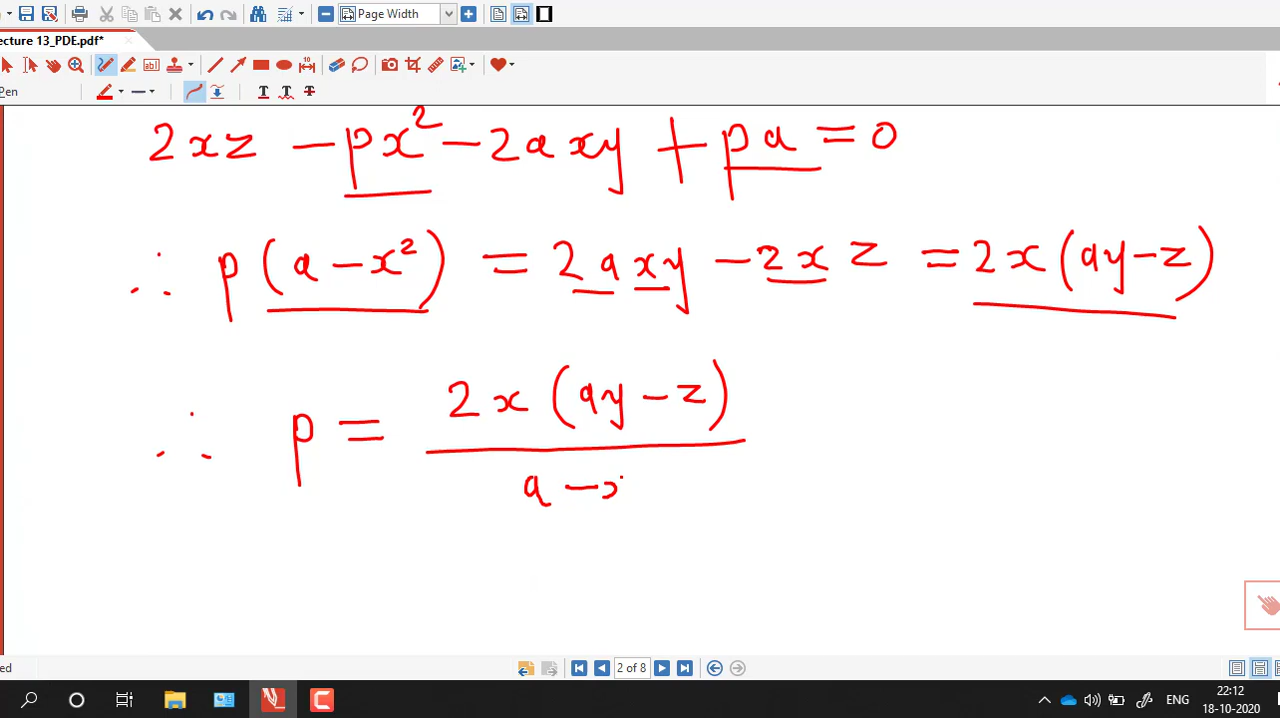 Page Width
ecture 13_PDE.pdf*
Pen
2xz - px² - 2axy + pa = 0
∴ p(a - x²) = 2axy - 2xz = 2x(ay - z)
∴ p = 2x(ay - z)
a - x
ed
2 of 8
ENG
22:12
18-10-2020